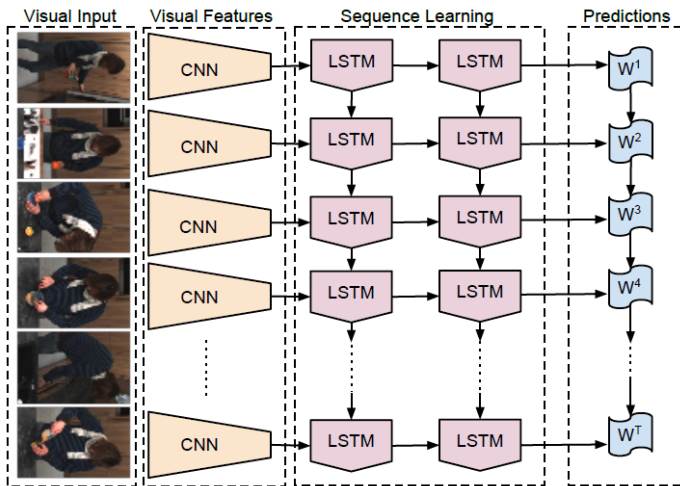 Visual Input Visual Features Sequence Learning Predictions
CNN LSTM LSTM W¹
CNN LSTM LSTM W²
CNN LSTM LSTM W³
CNN LSTM LSTM W⁴
CNN LSTM LSTM Wᵀ